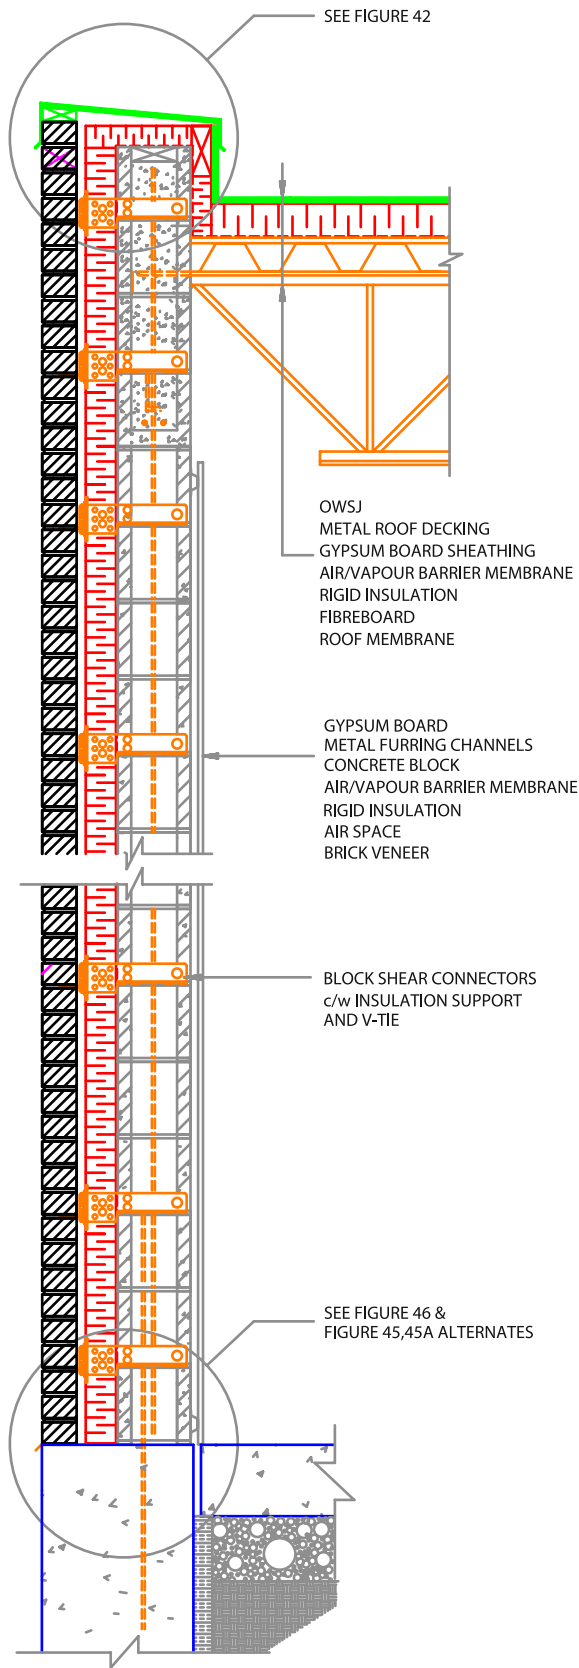 SEE FIGURE 42
OWSJ
METAL ROOF DECKING
GYPSUM BOARD SHEATHING
AIR/VAPOUR BARRIER MEMBRANE
RIGID INSULATION
FIBREBOARD
ROOF MEMBRANE
GYPSUM BOARD
METAL FURRING CHANNELS
CONCRETE BLOCK
AIR/VAPOUR BARRIER MEMBRANE
RIGID INSULATION
AIR SPACE
BRICK VENEER
BLOCK SHEAR CONNECTORS
c/w INSULATION SUPPORT
AND V-TIE
SEE FIGURE 46 &
FIGURE 45,45A ALTERNATES